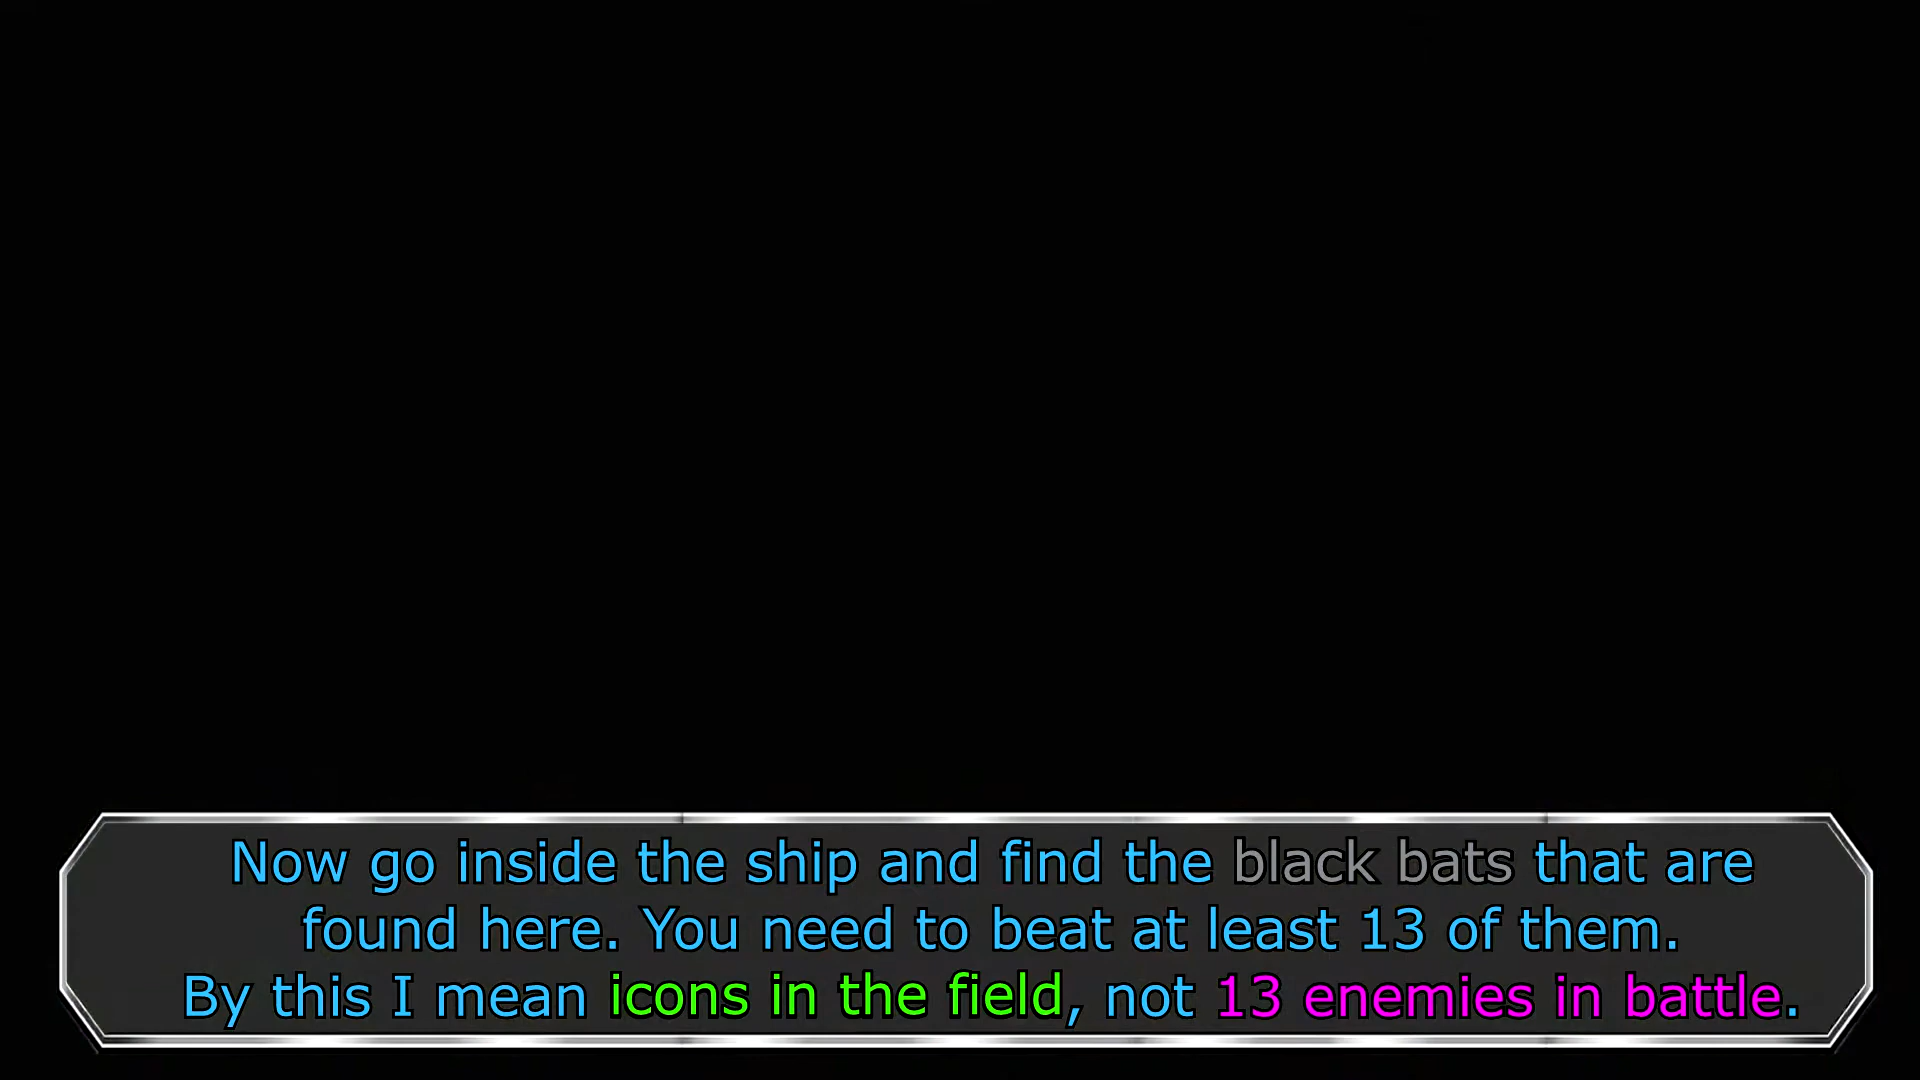 Now go inside the ship and find the black bats that are
found here. You need to beat at least 13 of them.
By this I mean icons in the field, not 13 enemies in battle.